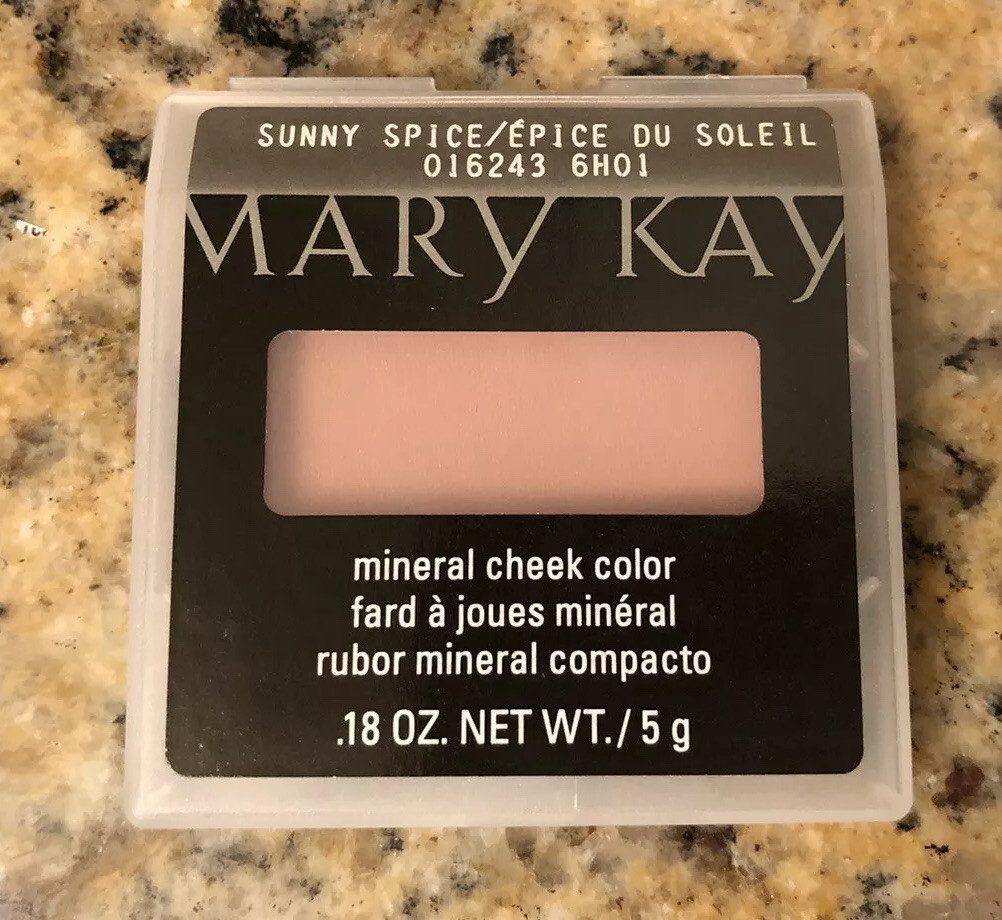 SUNNY SPICE/ÉPICE DU SOLEIL
016243 6H01
MARY KAY
mineral cheek color
fard à joues minéral
rubor mineral compacto
.18 OZ. NET WT./ 5 g